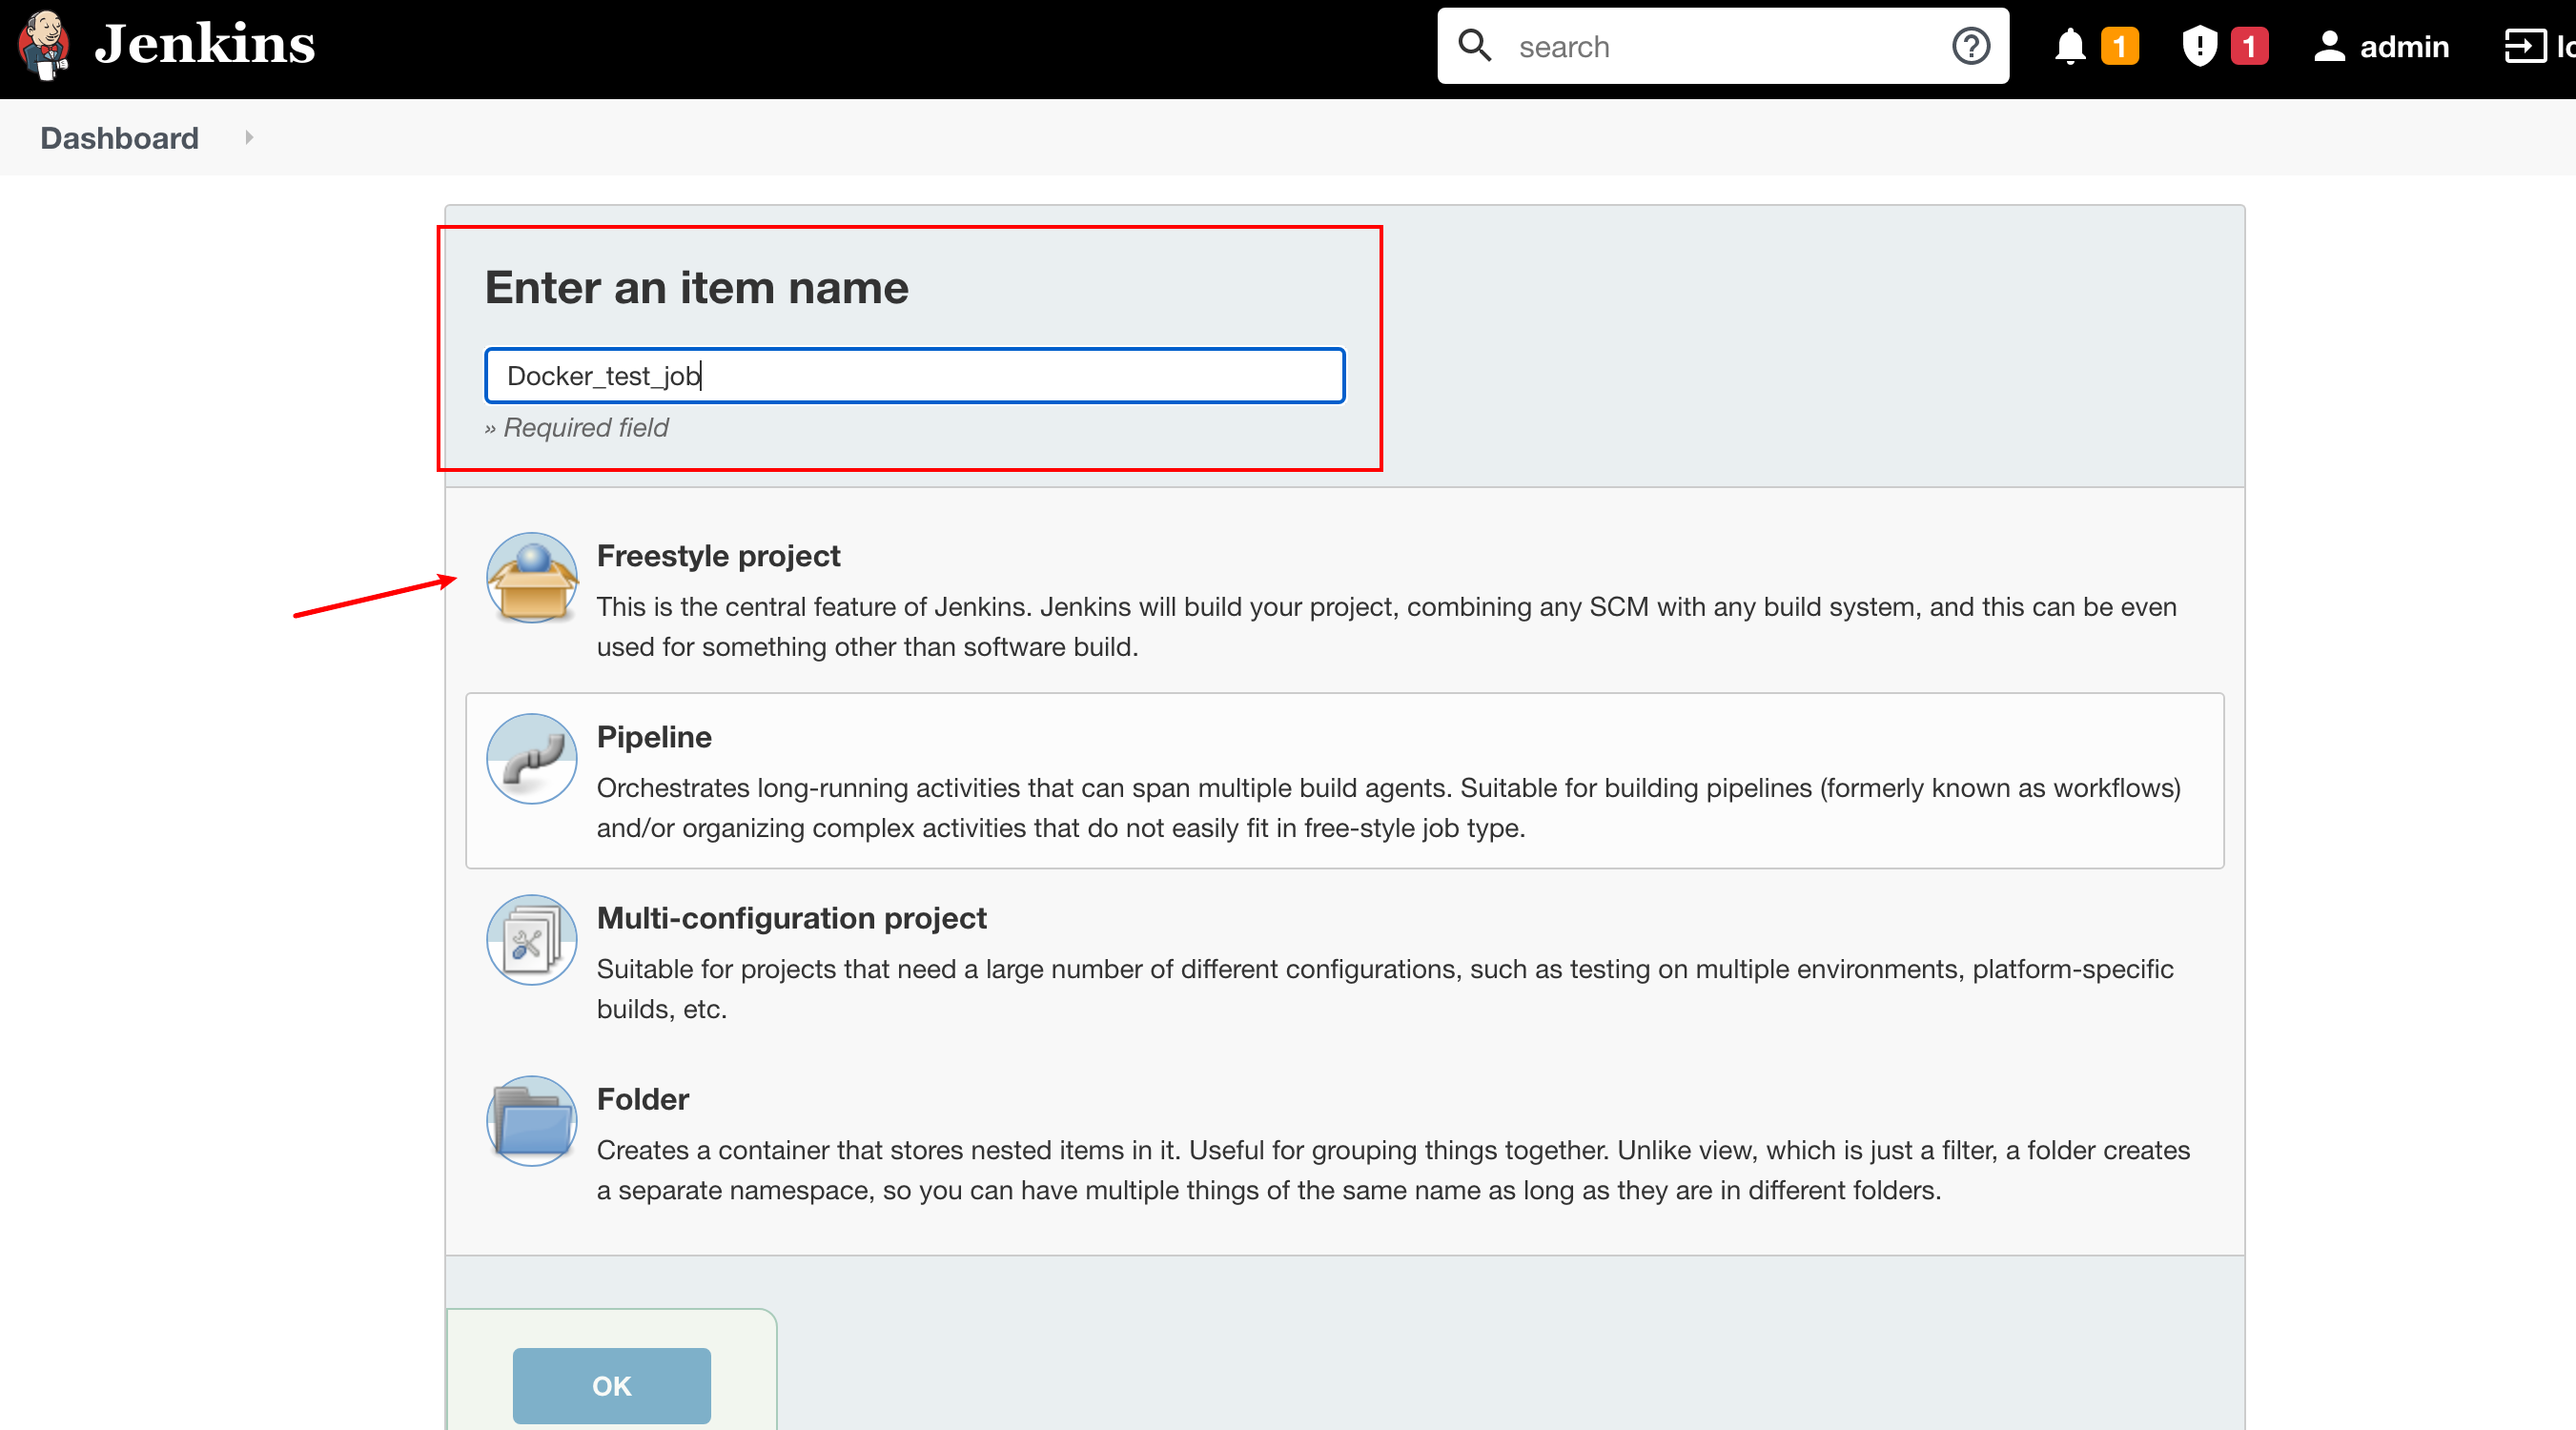 Jenkins
search
1
1
admin
Dashboard
Enter an item name
Docker_test_job
» Required field
Freestyle project
This is the central feature of Jenkins. Jenkins will build your project, combining any SCM with any build system, and this can be even
used for something other than software build.
Pipeline
Orchestrates long-running activities that can span multiple build agents. Suitable for building pipelines (formerly known as workflows)
and/or organizing complex activities that do not easily fit in free-style job type.
Multi-configuration project
Suitable for projects that need a large number of different configurations, such as testing on multiple environments, platform-specific
builds, etc.
Folder
Creates a container that stores nested items in it. Useful for grouping things together. Unlike view, which is just a filter, a folder creates
a separate namespace, so you can have multiple things of the same name as long as they are in different folders.
OK